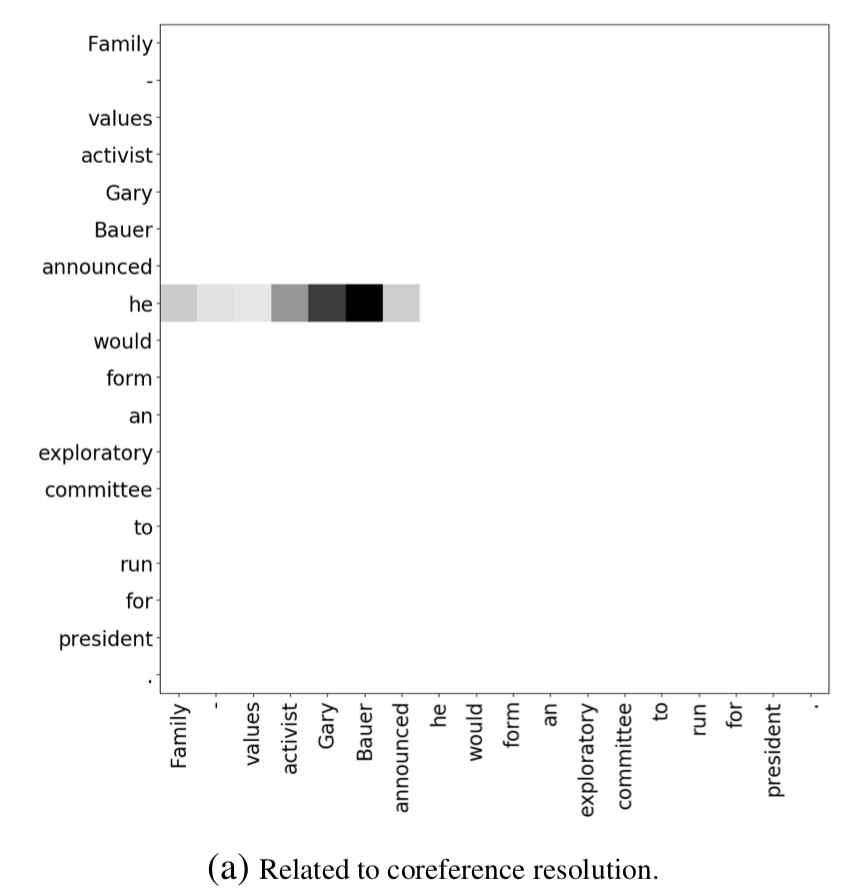 Family
-
values
activist
Gary
Bauer
announced
he
would
form
an
exploratory
committee
to
run
for
president
.
Family
-
values
activist
Gary
Bauer
announced
he
would
form
an
exploratory
committee
to
run
for
president
.
(a) Related to coreference resolution.